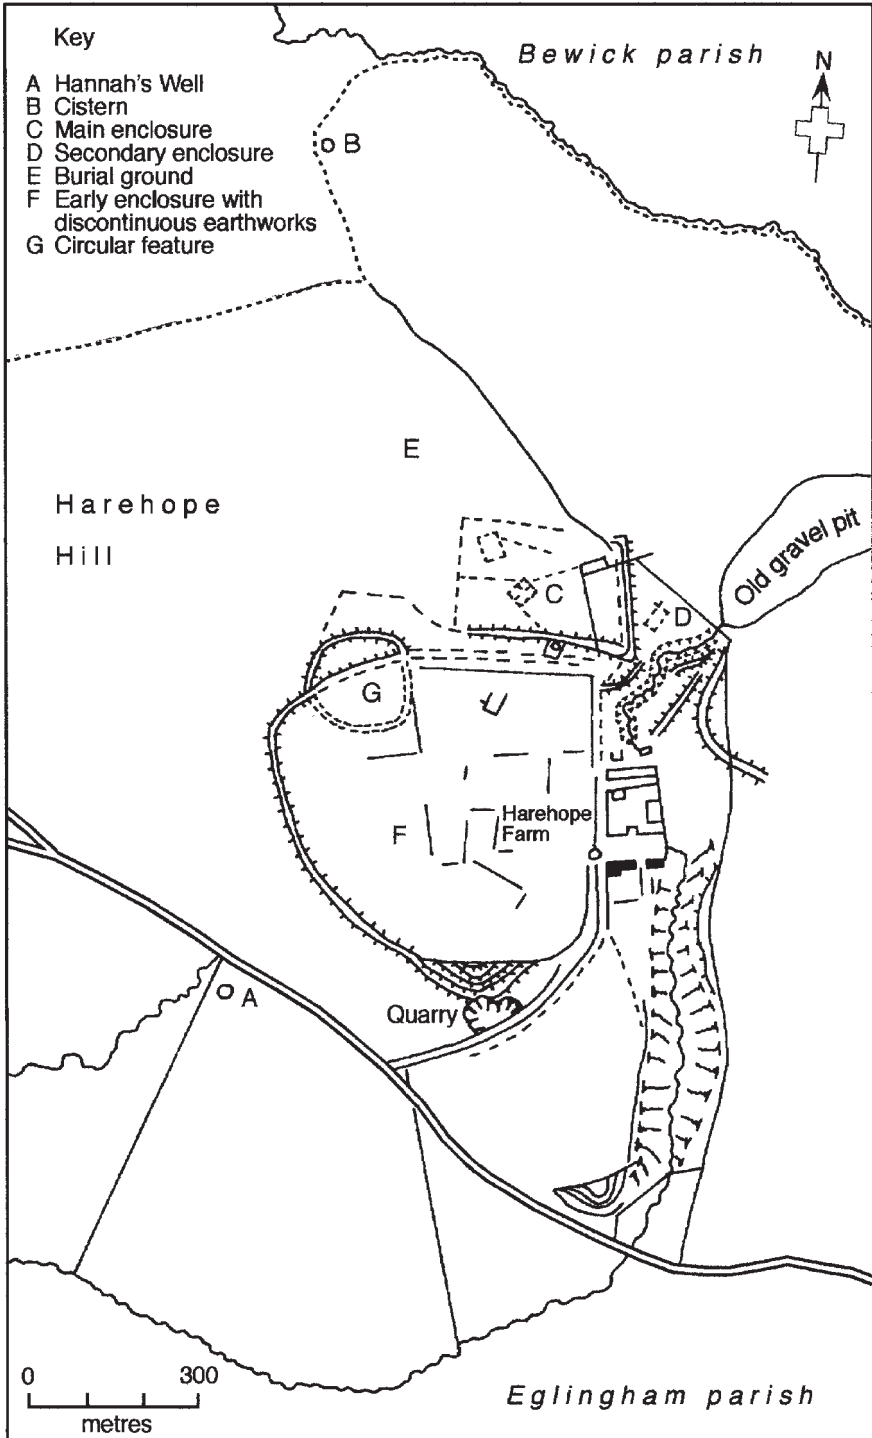 Key
A Hannah's Well
B Cistern
C Main enclosure
D Secondary enclosure
E Burial ground
F Early enclosure with
discontinuous earthworks
G Circular feature
Bewick parish
N
B
E
Harehope
Hill
Old gravel pit
C
D
G
F
Harehope
Farm
A
Quarry
0 300
metres
Eglingham parish